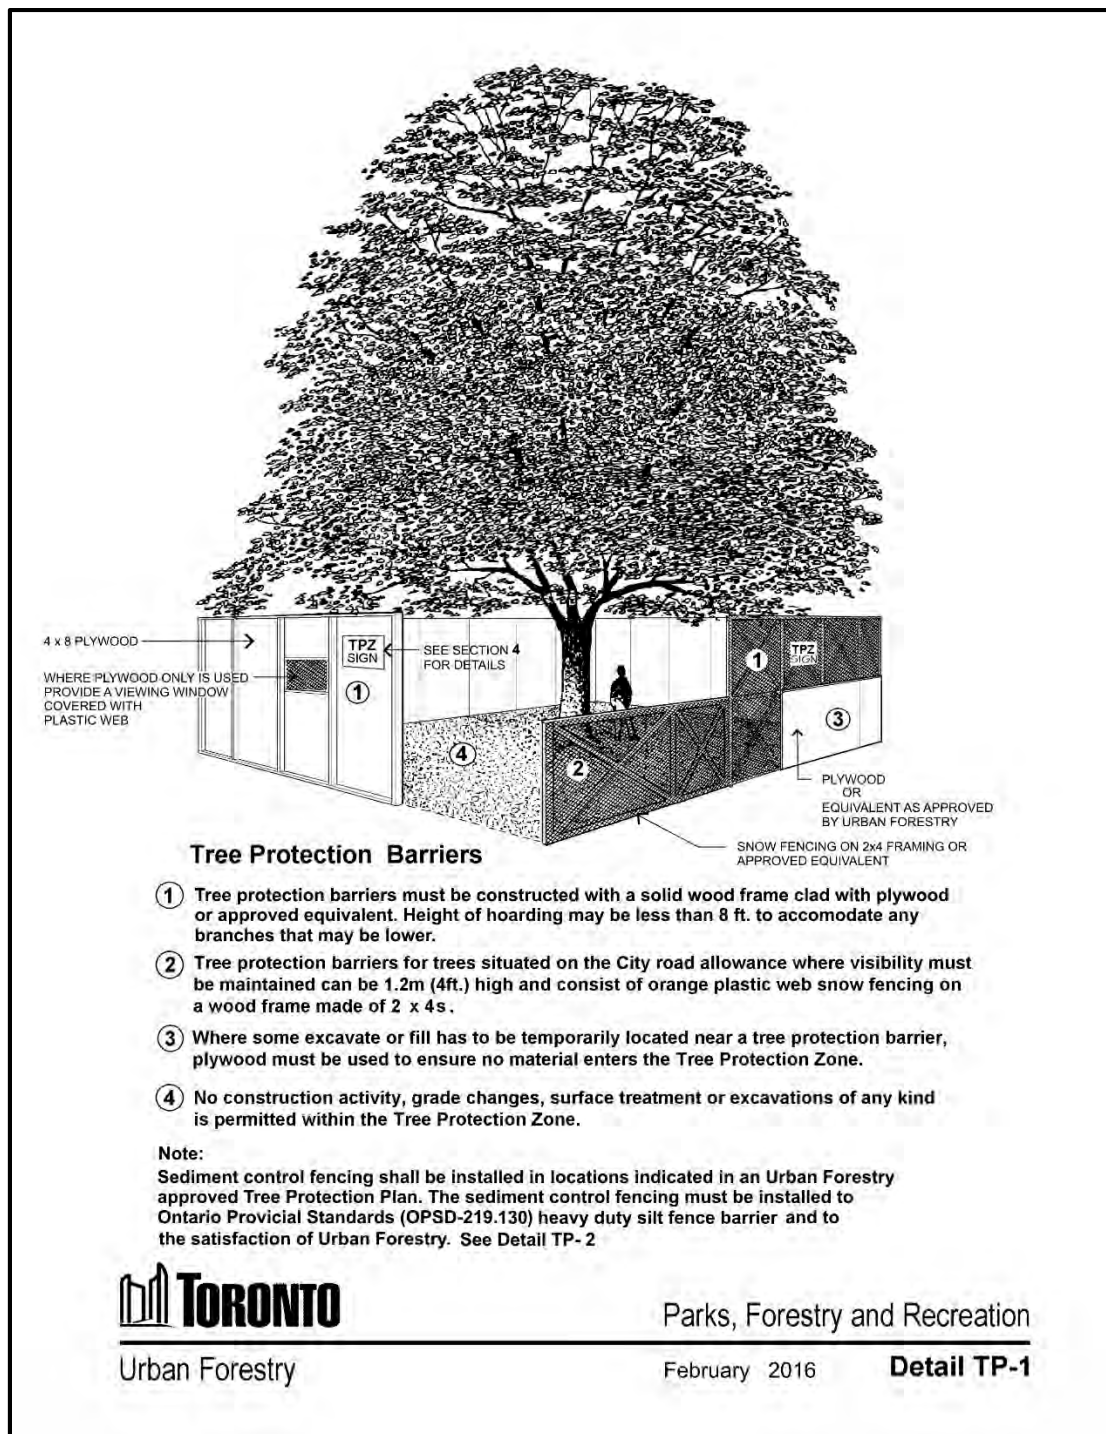 4 x 8 PLYWOOD
WHERE PLYWOOD ONLY IS USED
PROVIDE A VIEWING WINDOW
COVERED WITH
PLASTIC WEB
TPZ
SIGN
1
SEE SECTION 4
FOR DETAILS
4
2
1
TPZ
SIGN
3
PLYWOOD
OR
EQUIVALENT AS APPROVED
BY URBAN FORESTRY
SNOW FENCING ON 2x4 FRAMING OR
APPROVED EQUIVALENT
Tree Protection Barriers
1 Tree protection barriers must be constructed with a solid wood frame clad with plywood
or approved equivalent. Height of hoarding may be less than 8 ft. to accomodate any
branches that may be lower.
2 Tree protection barriers for trees situated on the City road allowance where visibility must
be maintained can be 1.2m (4ft.) high and consist of orange plastic web snow fencing on
a wood frame made of 2 x 4s.
3 Where some excavate or fill has to be temporarily located near a tree protection barrier,
plywood must be used to ensure no material enters the Tree Protection Zone.
4 No construction activity, grade changes, surface treatment or excavations of any kind
is permitted within the Tree Protection Zone.
Note:
Sediment control fencing shall be installed in locations indicated in an Urban Forestry
approved Tree Protection Plan. The sediment control fencing must be installed to
Ontario Provicial Standards (OPSD-219.130) heavy duty silt fence barrier and to
the satisfaction of Urban Forestry. See Detail TP- 2
TORONTO
Parks, Forestry and Recreation
Urban Forestry
February 2016 Detail TP-1